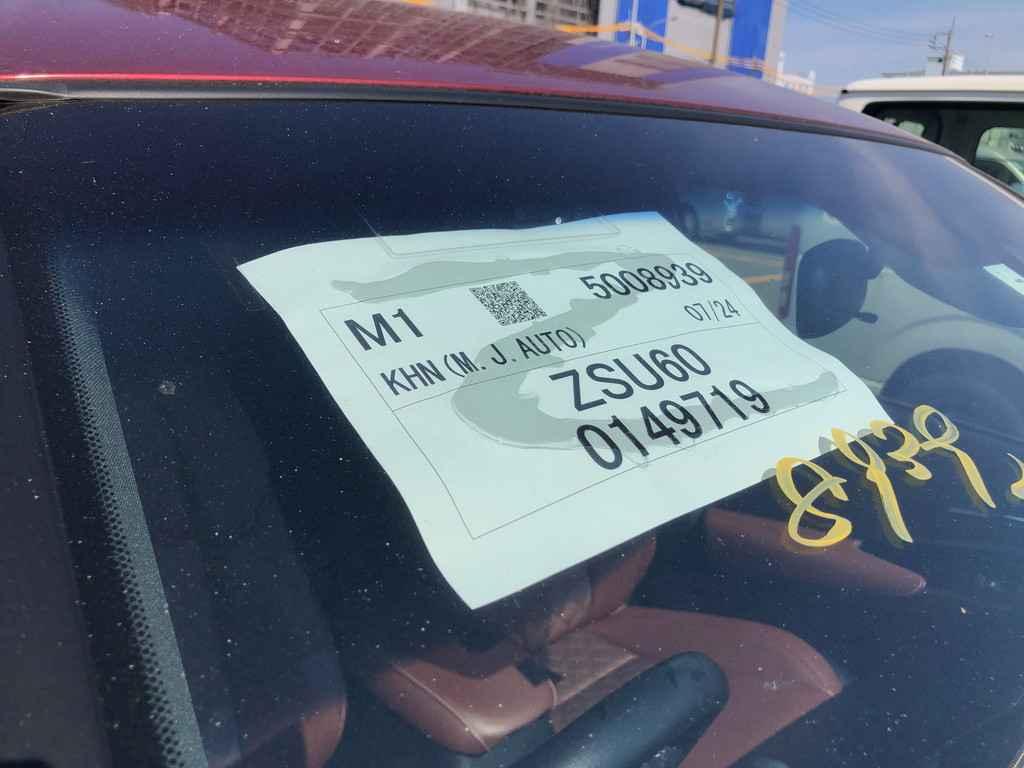 M1
5008939
07/24
KHN (M. J. AUTO)
ZSU60
0149719
8939